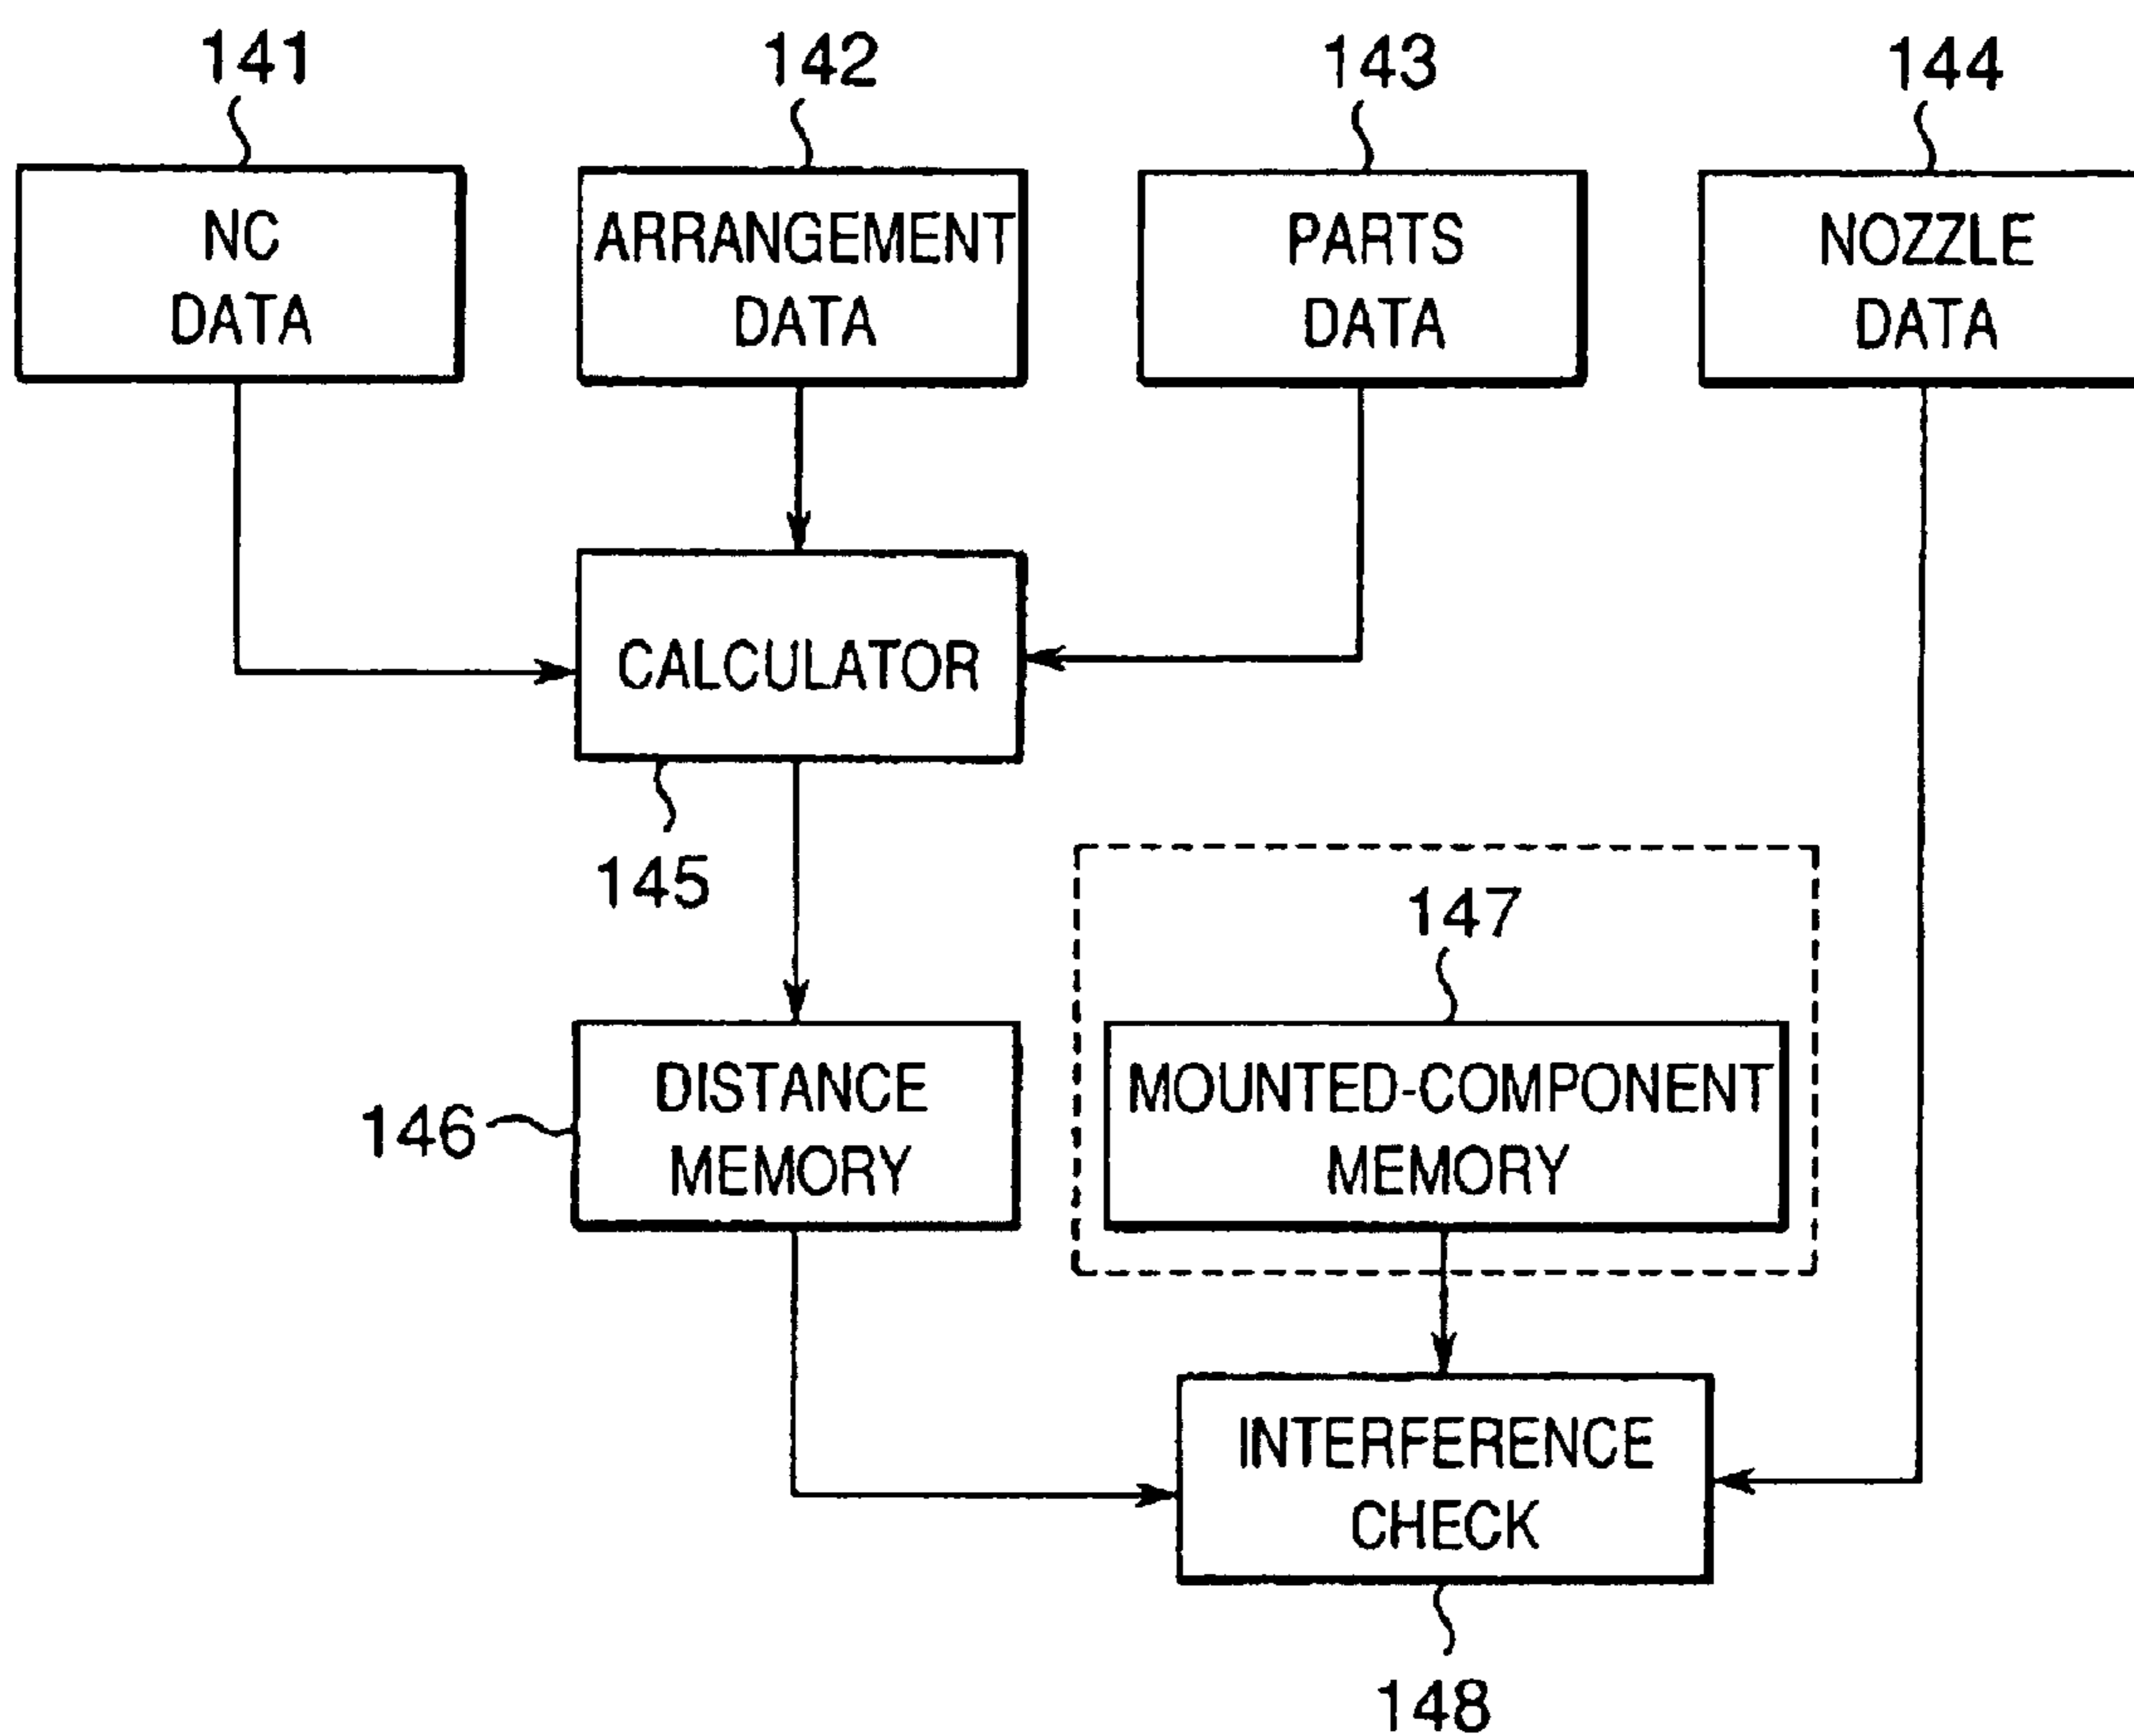 141
142
143
144
NC
DATA
ARRANGEMENT
DATA
PARTS
DATA
NOZZLE
DATA
CALCULATOR
145
147
146
DISTANCE
MEMORY
MOUNTED-COMPONENT
MEMORY
INTERFERENCE
CHECK
148